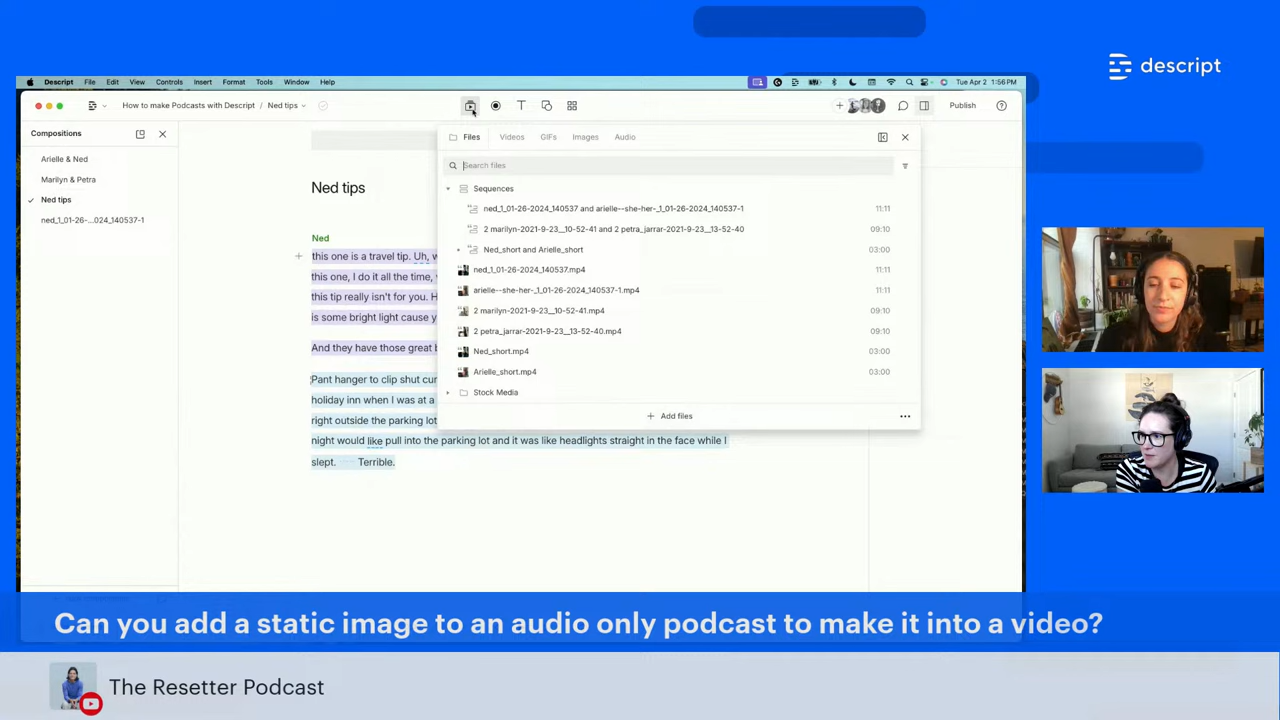 descript
Descript File Edit View Controls Insert Format Tools Window Help
Tue Apr 2 1:56 PM
How to make Podcasts with Descript / Ned tips
Publish
Compositions
Arielle & Ned
Marilyn & Petra
Ned tips
ned_1_01-26-...024_140537-1
Ned tips
Ned
this one is a travel tip. Uh,
this one, I do it all the time,
this tip really isn't for you.
is some bright light cause
And they have those great
Pant hanger to clip shut
holiday inn when I was at a
right outside the parking lot
night would like pull into the parking lot and it was like headlights straight in the face while I
slept. Terrible.
Files Videos GIFs Images Audio
Search files
Sequences
ned_1_01-26-2024_140537 and arielle--she-her-_1_01-26-2024_140537-1 11:11
2 marilyn-2021-9-23__10-52-41 and 2 petra_jarrar-2021-9-23__13-52-40 09:10
Ned_short and Arielle_short 03:00
ned_1_01-26-2024_140537.mp4 11:11
arielle--she-her-_1_01-26-2024_140537-1.mp4 11:11
2 marilyn-2021-9-23__10-52-41.mp4 09:10
2 petra_jarrar-2021-9-23__13-52-40.mp4 09:10
Ned_short.mp4 03:00
Arielle_short.mp4 03:00
Stock Media
Add files
Can you add a static image to an audio only podcast to make it into a video?
The Resetter Podcast